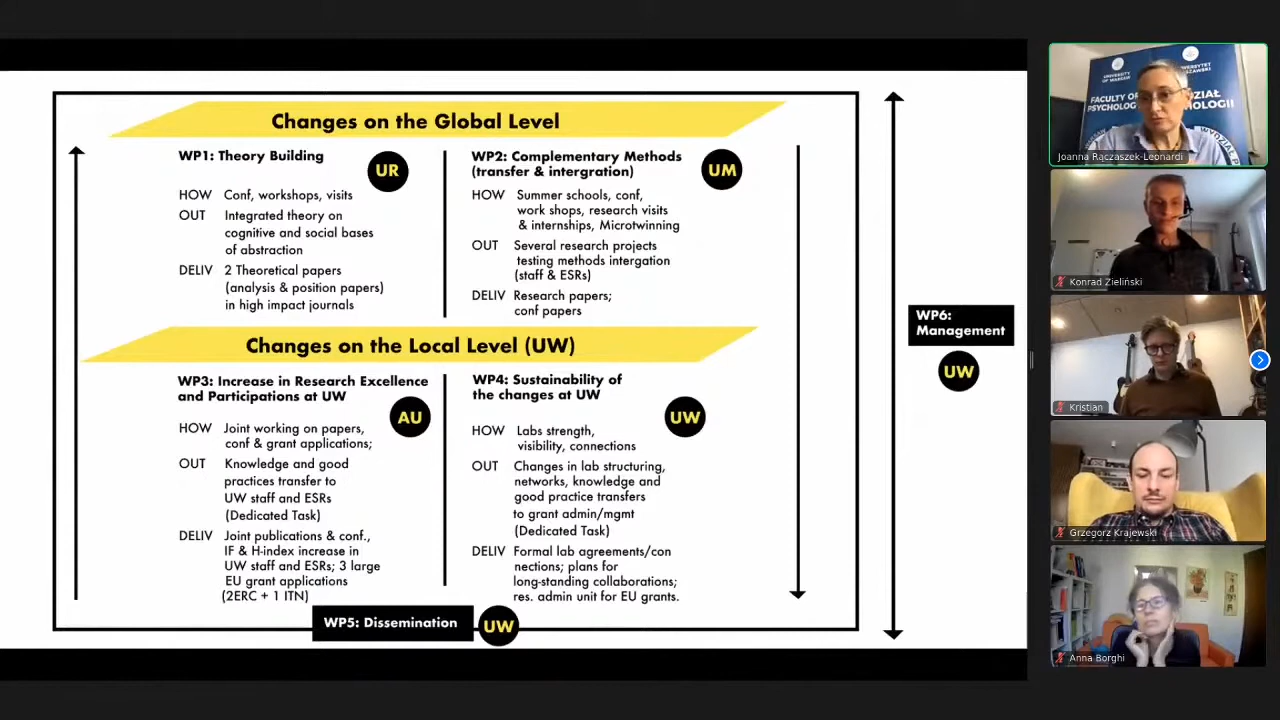 Changes on the Global Level
WP1: Theory Building
UR
HOW Conf, workshops, visits
OUT Integrated theory on
cognitive and social bases
of abstraction
DELIV 2 Theoretical papers
(analysis & position papers)
in high impact journals
WP2: Complementary Methods
(transfer & intergration)
UM
HOW Summer schools, conf,
work shops, research visits
& internships, Microtwinning
OUT Several research projects
testing methods intergation
(staff & ESRs)
DELIV Research papers;
conf papers
Changes on the Local Level (UW)
WP3: Increase in Research Excellence
and Participations at UW
AU
HOW Joint working on papers,
conf & grant applications;
OUT Knowledge and good
practices transfer to
UW staff and ESRs
(Dedicated Task)
DELIV Joint publications & conf.,
IF & H-index increase in
UW staff and ESRs; 3 large
EU grant applications
(2ERC + 1 ITN)
WP4: Sustainability of
the changes at UW
UW
HOW Labs strength,
visibility, connections
OUT Changes in lab structuring,
networks, knowledge and
good practice transfers
to grant admin/mgmt
(Dedicated Task)
DELIV Formal lab agreements/con
nections; plans for
long-standing collaborations;
res. admin unit for EU grants.
WP5: Dissemination
UW
WP6:
Management
UW
UNIVERSITY
OF WARSAW
FACULTY OF
PSYCHOLOG
Joanna Rączaszek-Leonardi
Konrad Zieliński
Kristian
Grzegorz Krajewski
Anna Borghi